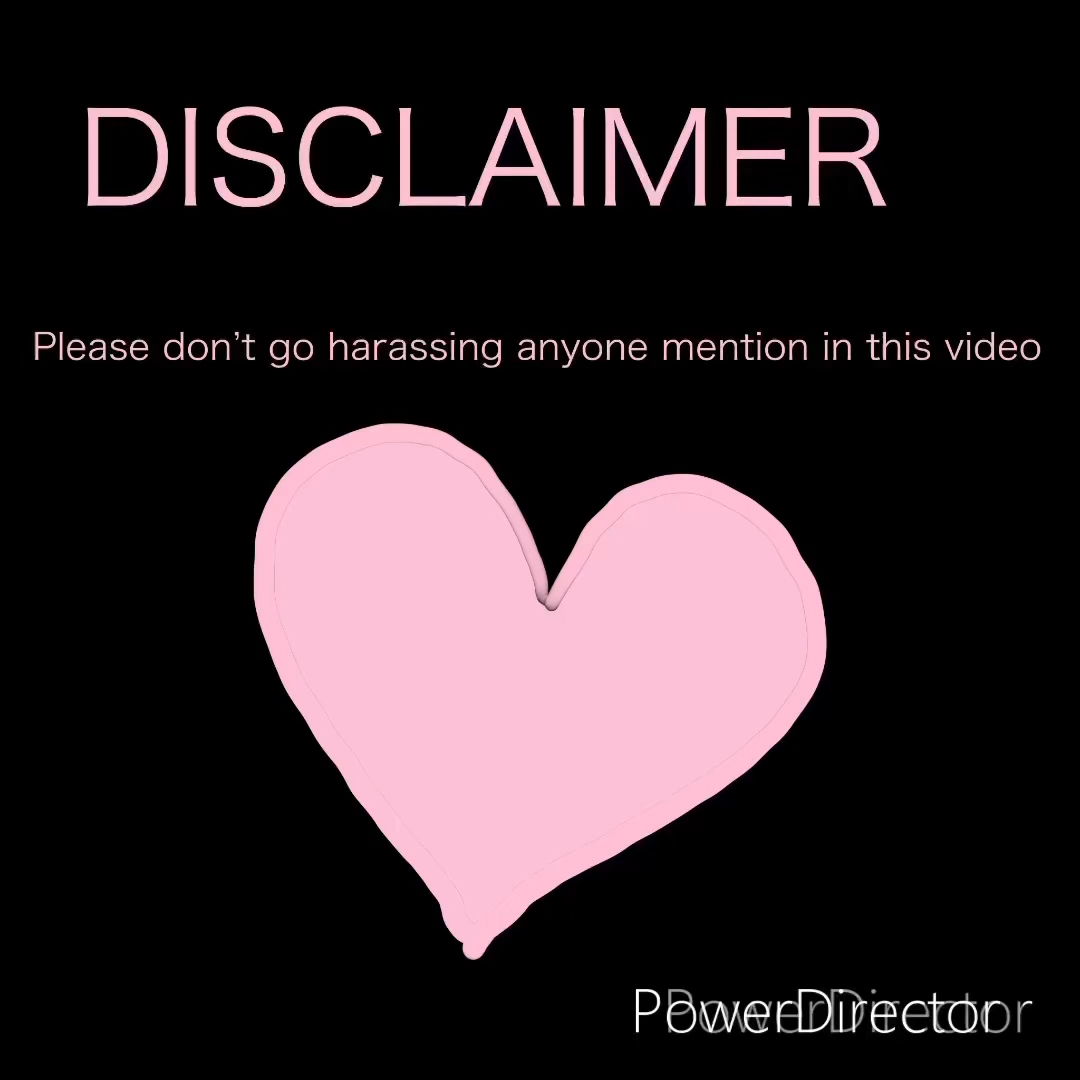 DISCLAIMER
Please don’t go harassing anyone mention in this video
PowerDirector